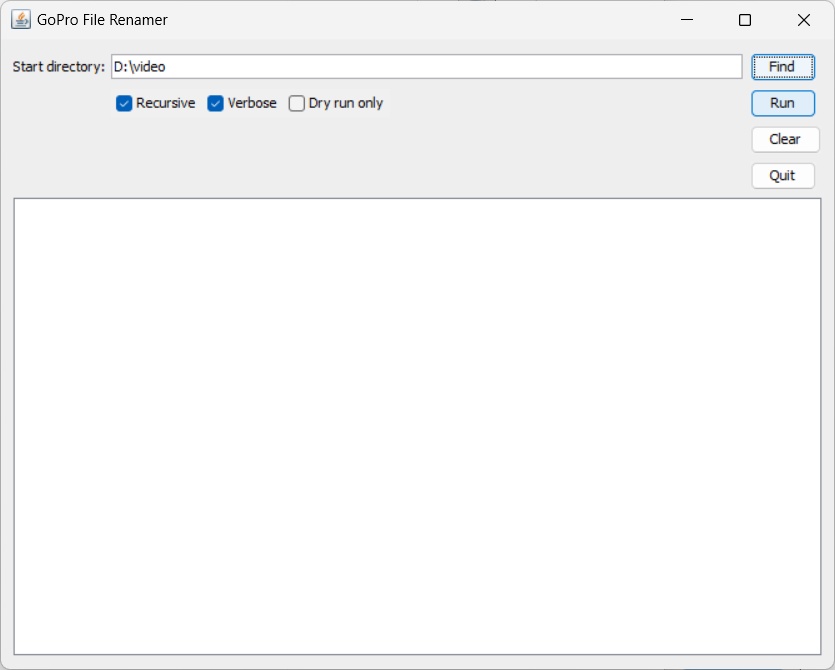 GoPro File Renamer
Start directory: D:\video Find
Recursive Verbose Dry run only Run
Clear
Quit